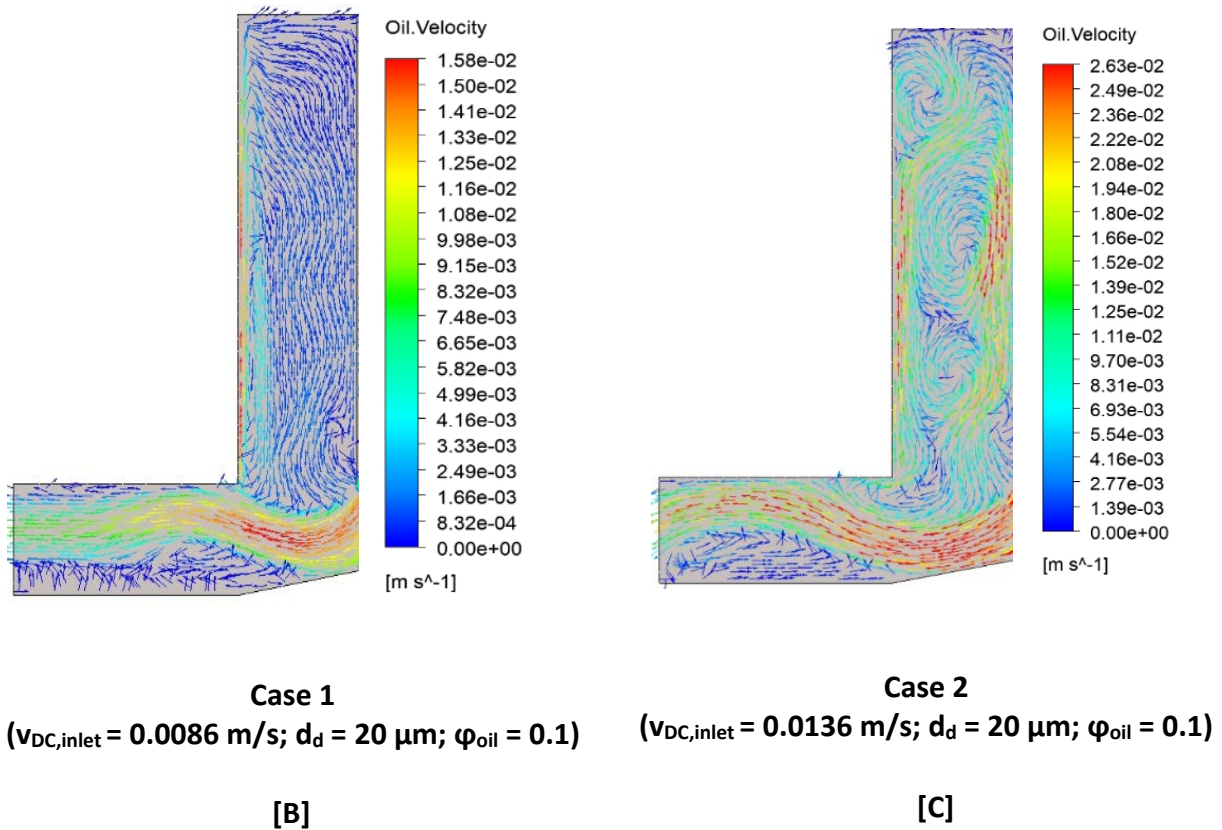 Oil.Velocity
1.58e-02
1.50e-02
1.41e-02
1.33e-02
1.25e-02
1.16e-02
1.08e-02
9.98e-03
9.15e-03
8.32e-03
7.48e-03
6.65e-03
5.82e-03
4.99e-03
4.16e-03
3.33e-03
2.49e-03
1.66e-03
8.32e-04
0.00e+00
[m s^-1]
Case 1
(vDC,inlet = 0.0086 m/s; dd = 20 µm; φoil = 0.1)
[B]
Oil.Velocity
2.63e-02
2.49e-02
2.36e-02
2.22e-02
2.08e-02
1.94e-02
1.80e-02
1.66e-02
1.52e-02
1.39e-02
1.25e-02
1.11e-02
9.70e-03
8.31e-03
6.93e-03
5.54e-03
4.16e-03
2.77e-03
1.39e-03
0.00e+00
[m s^-1]
Case 2
(vDC,inlet = 0.0136 m/s; dd = 20 µm; φoil = 0.1)
[C]